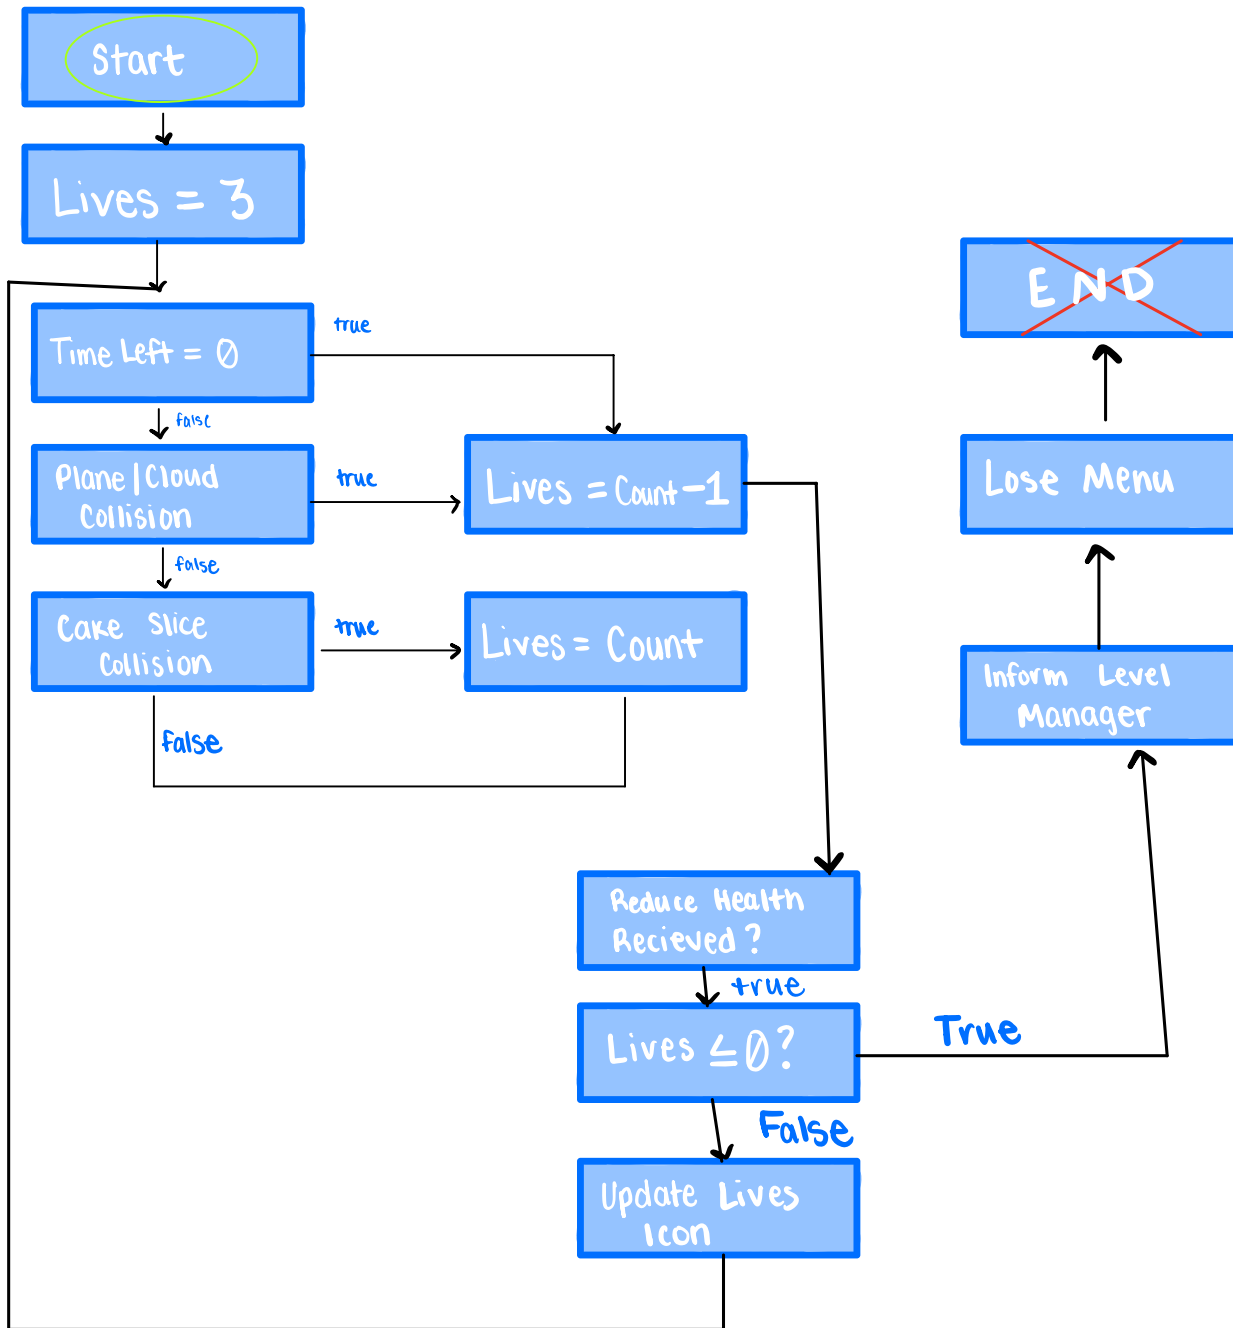 Start
Lives = 3
Time Left = 0
true
false
Plane/Cloud
Collision
true
false
Cake Slice
Collision
true
false
Lives = Count-1
Lives = Count
Reduce Health
Recieved?
true
Lives ≤ 0?
True
False
Update Lives
Icon
Inform Level
Manager
Lose Menu
END